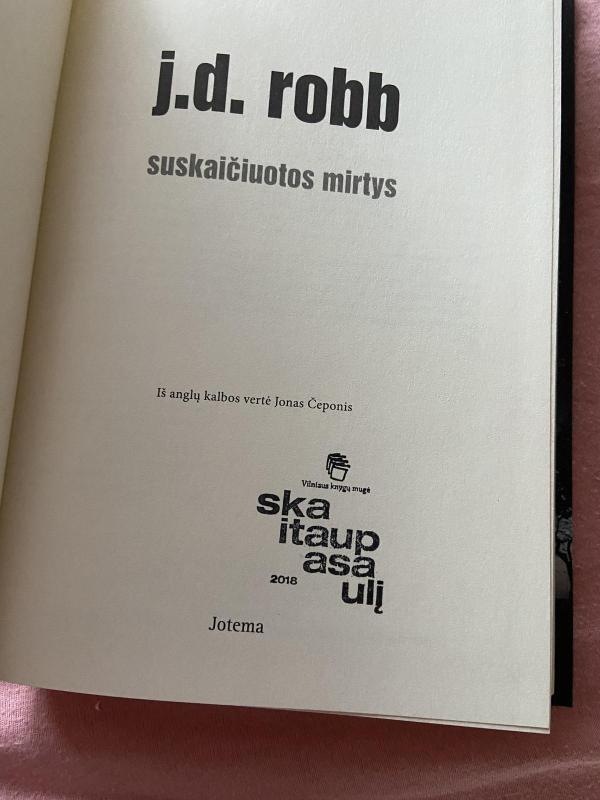 j.d. robb
suskaičiuotos mirtys
Iš anglų kalbos vertė Jonas Čeponis
Vilniaus knygų mugė
ska
itaup
asa
2018
ulį
Jotema